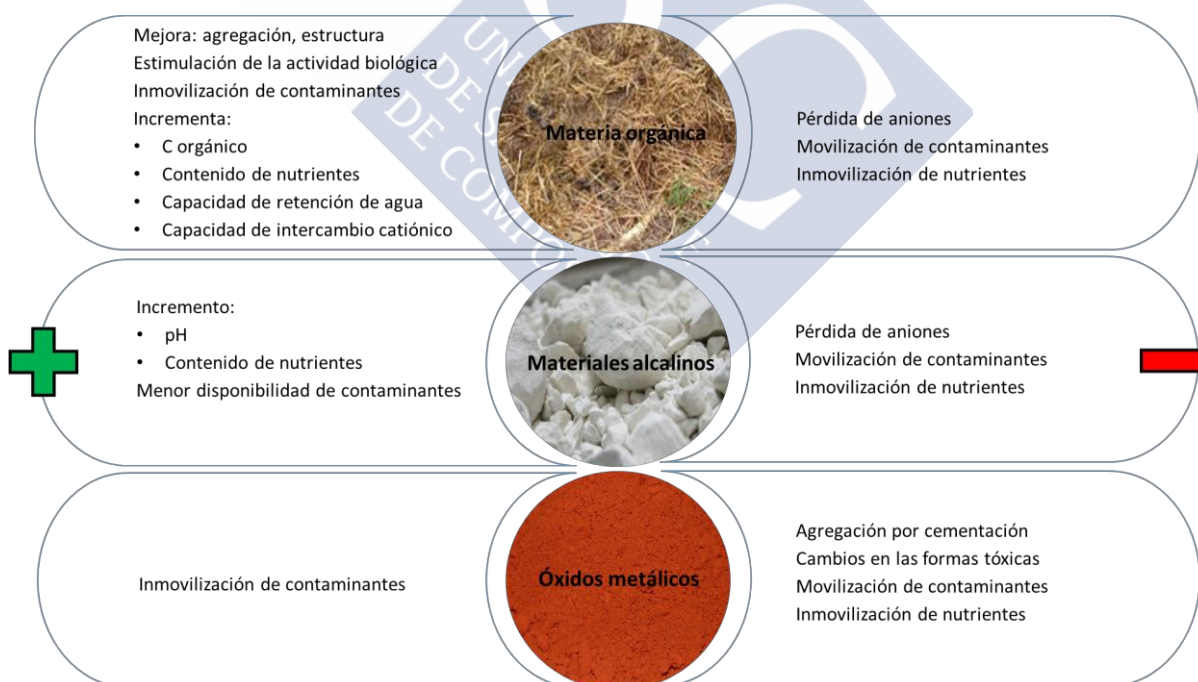 Mejora: agregación, estructura
Estimulación de la actividad biológica
Inmovilización de contaminantes
Incrementa:
• C orgánico
• Contenido de nutrientes
• Capacidad de retención de agua
• Capacidad de intercambio catiónico
Materia orgánica
Pérdida de aniones
Movilización de contaminantes
Inmovilización de nutrientes
Incremento:
• pH
• Contenido de nutrientes
Menor disponibilidad de contaminantes
Materiales alcalinos
Pérdida de aniones
Movilización de contaminantes
Inmovilización de nutrientes
Inmovilización de contaminantes
Óxidos metálicos
Agregación por cementación
Cambios en las formas tóxicas
Movilización de contaminantes
Inmovilización de nutrientes